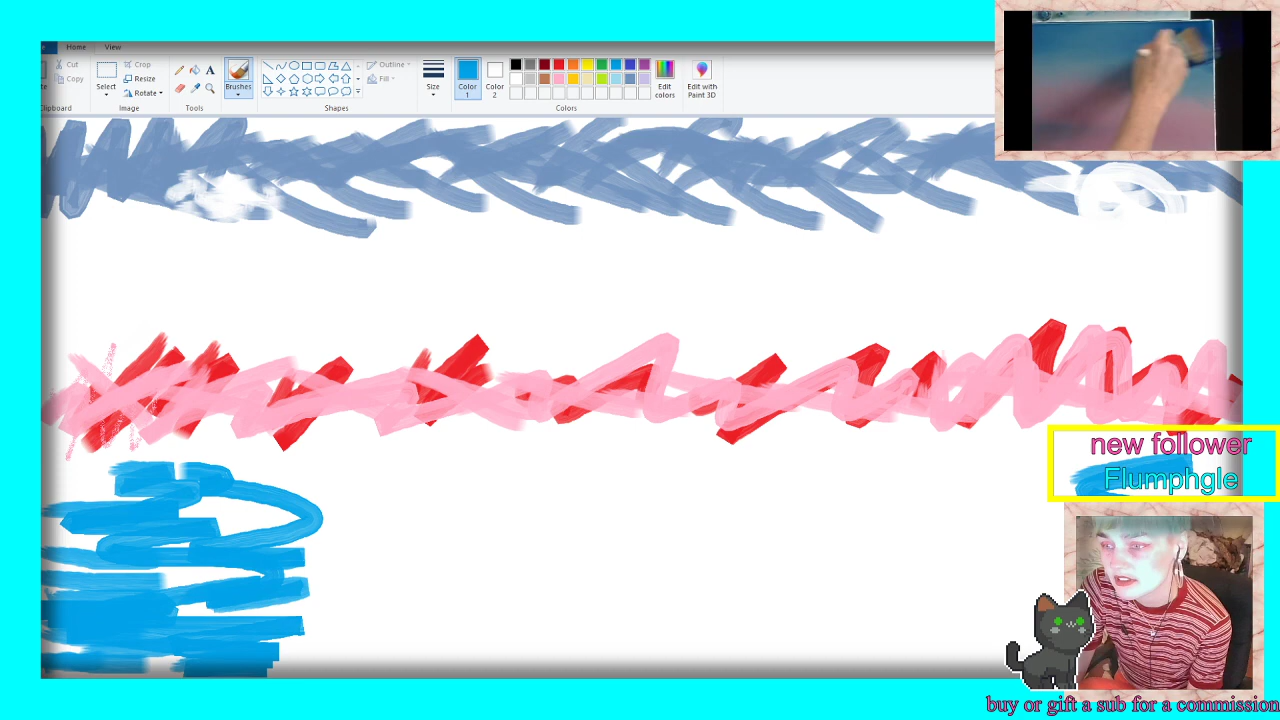 Home View
Cut
Copy
Clipboard
Select
Crop
Resize
Rotate
Image
A
Tools
Brushes
Outline
Fill
Shapes
Size
Color 1
Color 2
Edit colors
Colors
Edit with Paint 3D
new follower
Flumphgle
buy or gift a sub for a commission